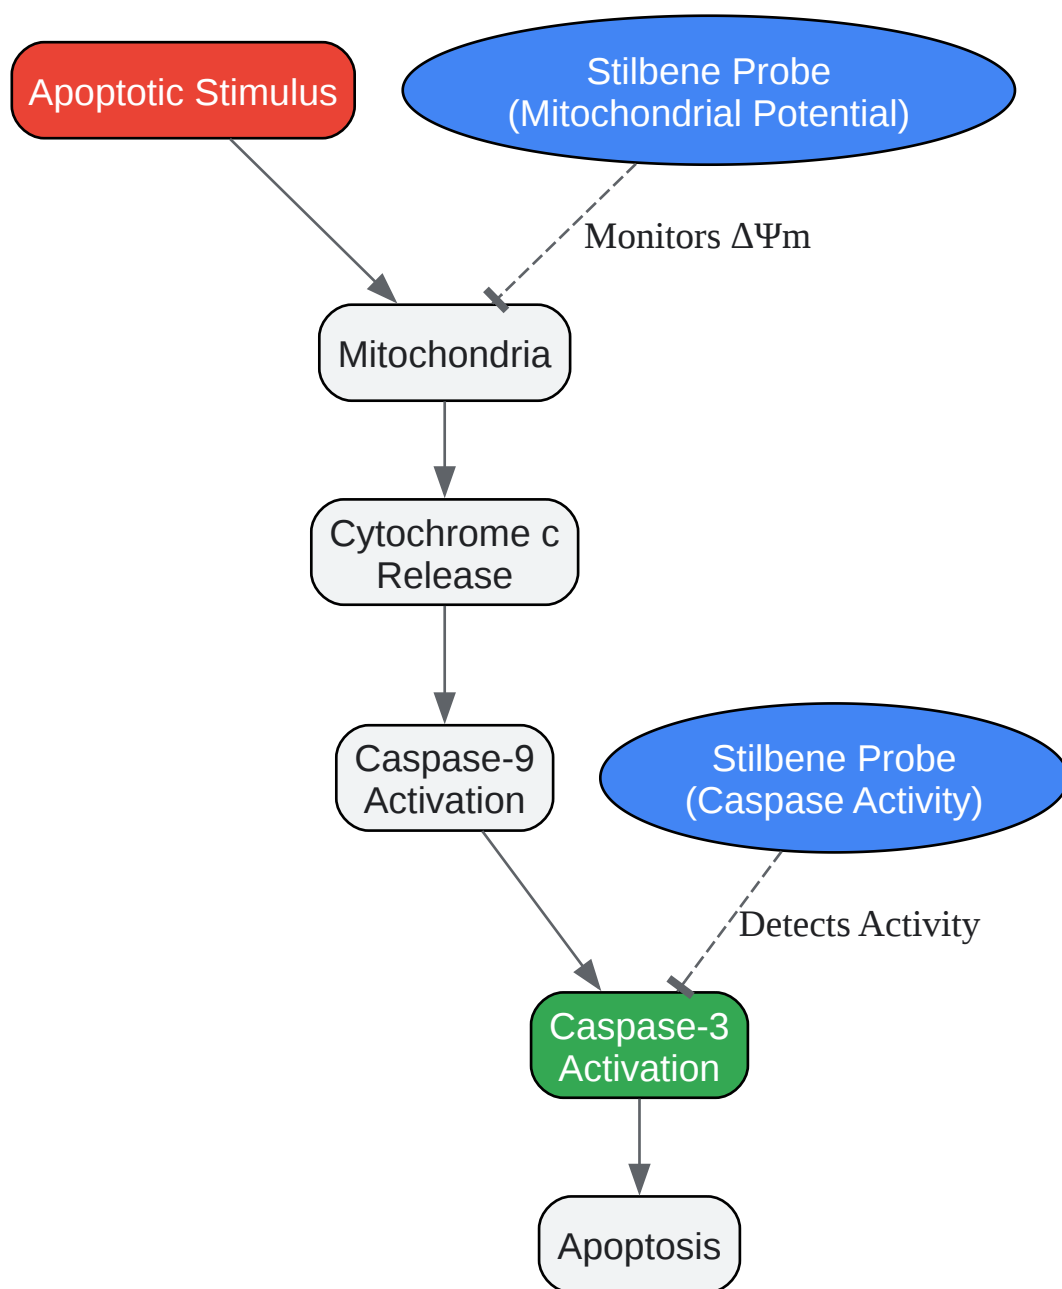 Apoptotic Stimulus
Stilbene Probe
(Mitochondrial Potential)
Monitors ΔΨm
Mitochondria
Cytochrome c
Release
Caspase-9
Activation
Stilbene Probe
(Caspase Activity)
Detects Activity
Caspase-3
Activation
Apoptosis